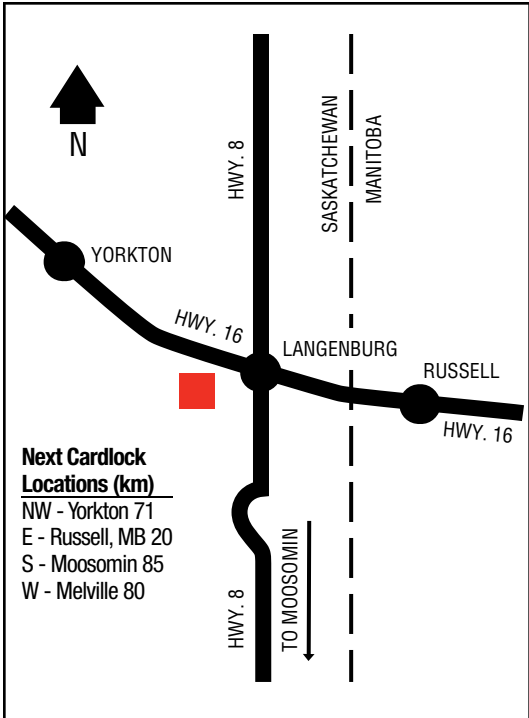 N
HWY. 8
SASKATCHEWAN
MANITOBA
YORKTON
HWY. 16
LANGENBURG
RUSSELL
HWY. 16
Next Cardlock
Locations (km)
NW - Yorkton 71
E - Russell, MB 20
S - Moosomin 85
W - Melville 80
HWY. 8
TO MOOSOMIN